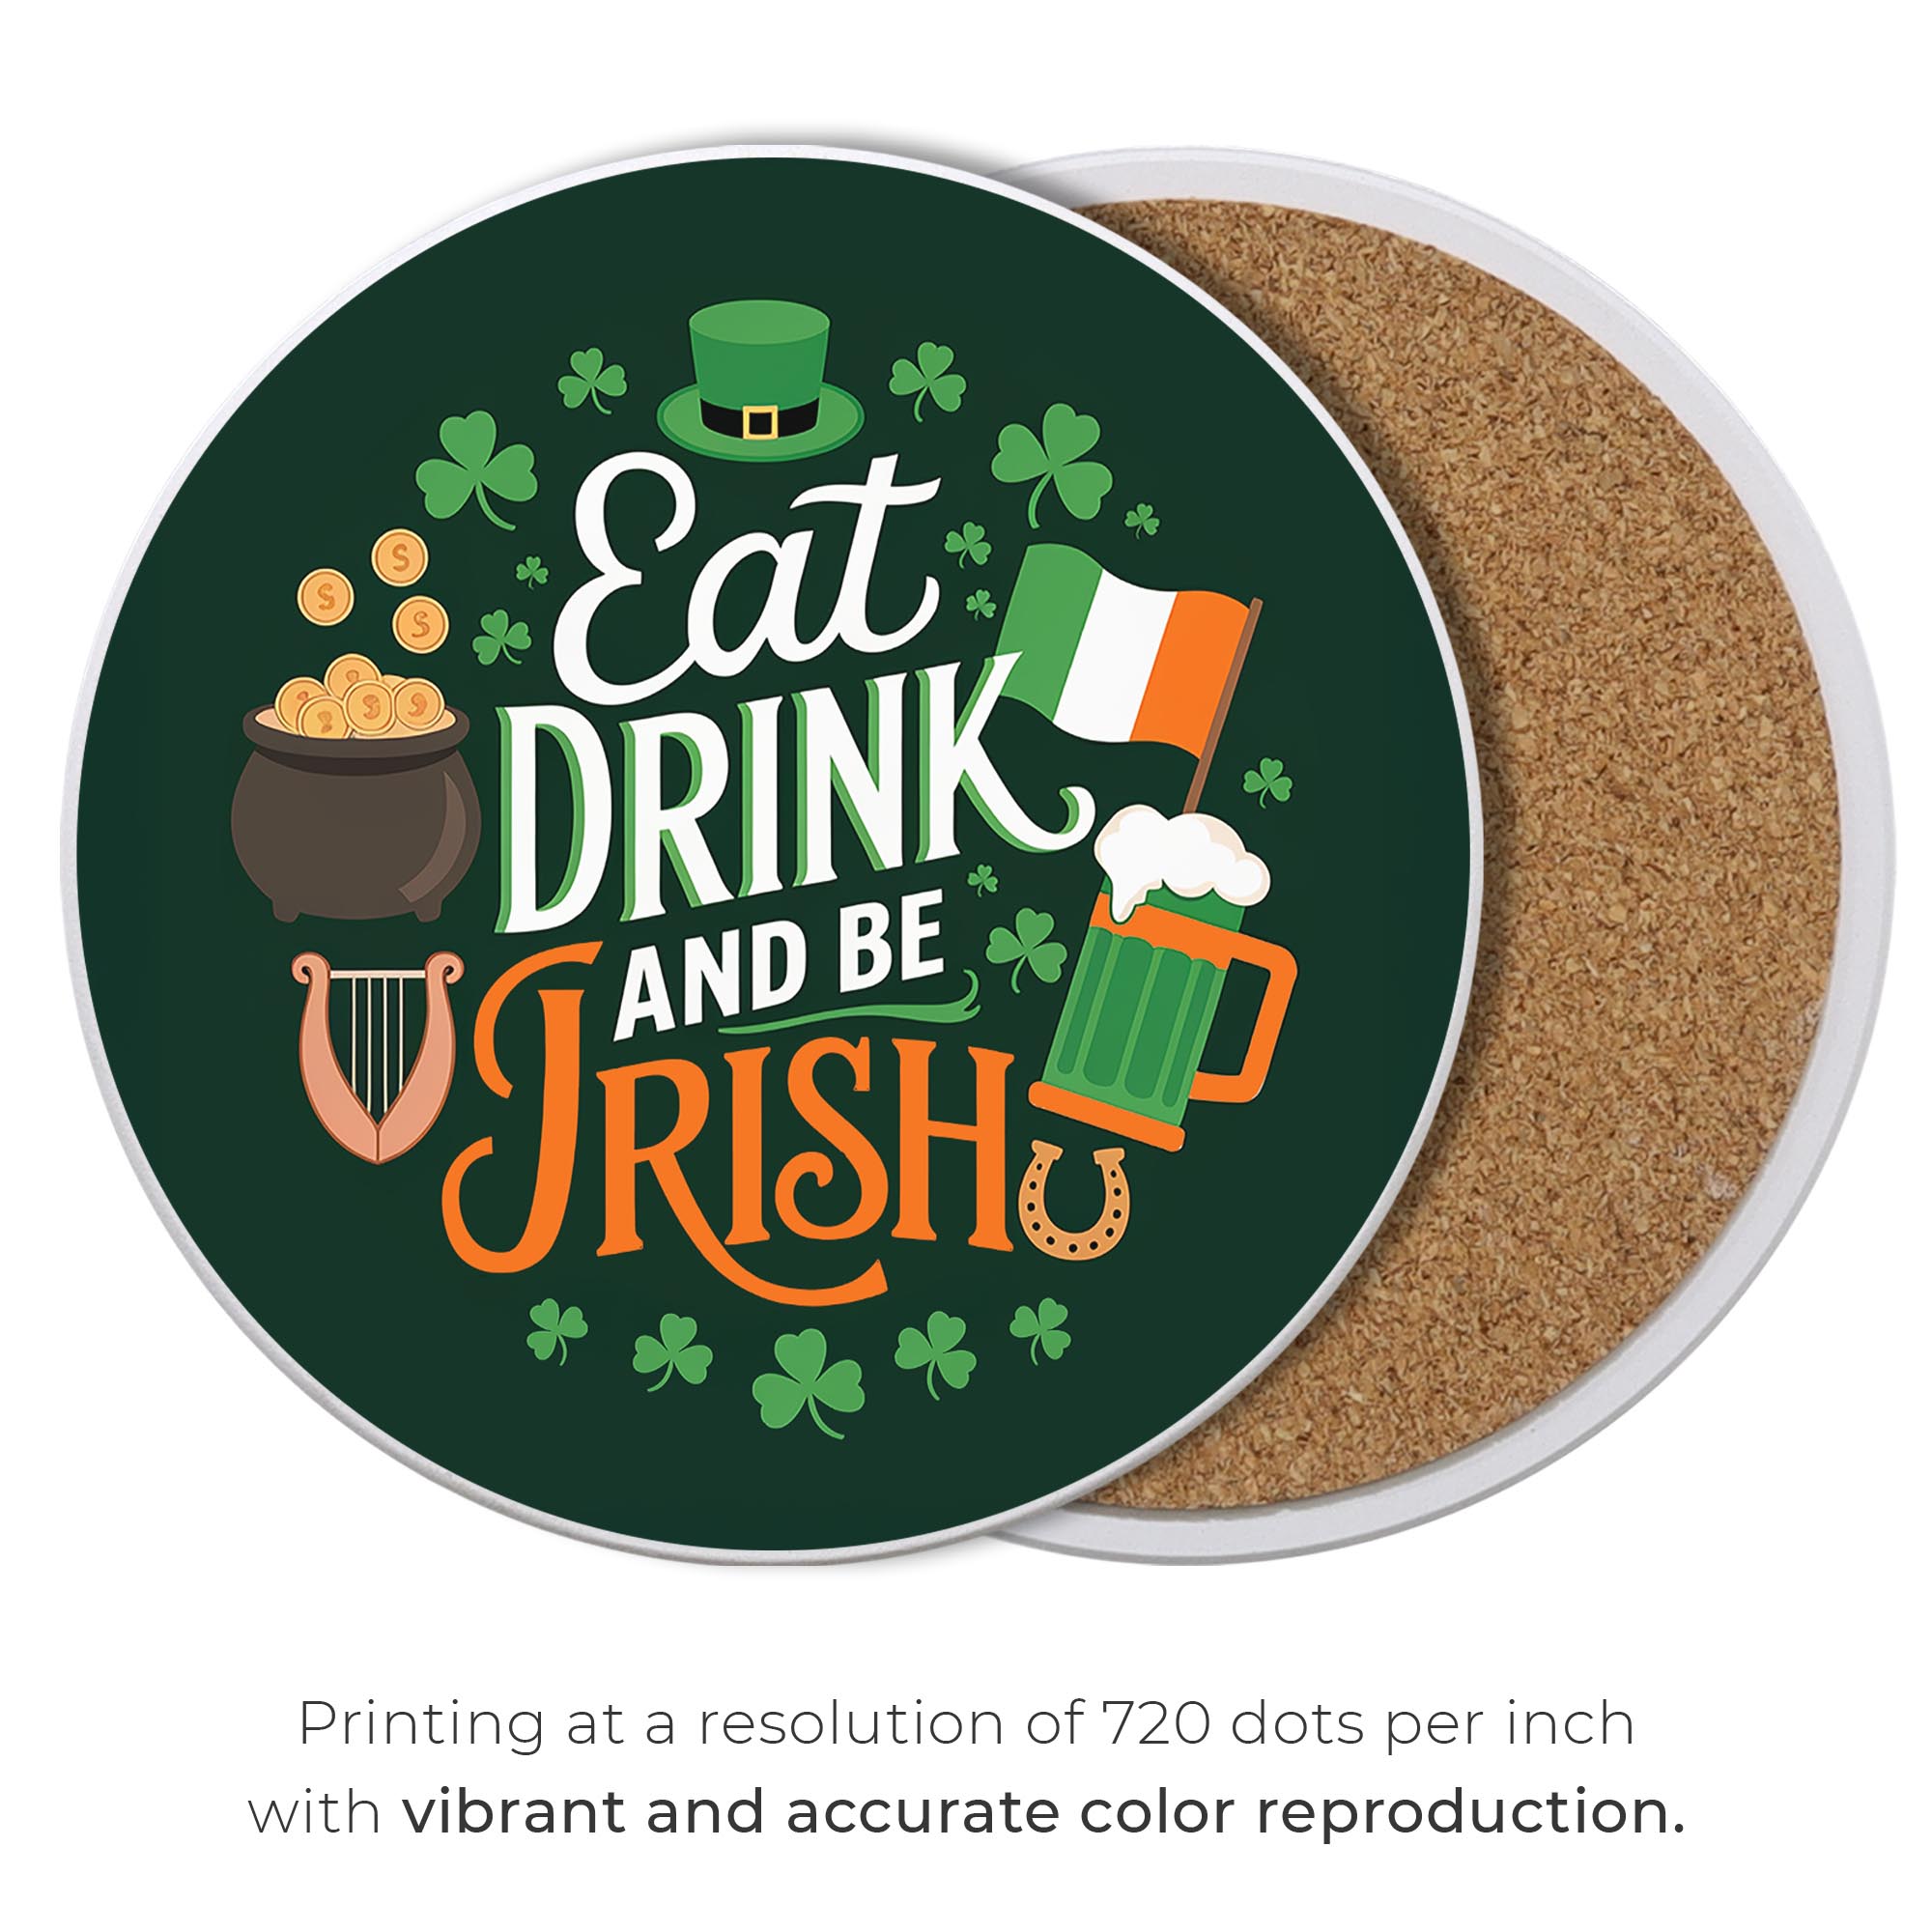 Eat
DRINK
AND BE
IRISH
Printing at a resolution of 720 dots per inch
with vibrant and accurate color reproduction.